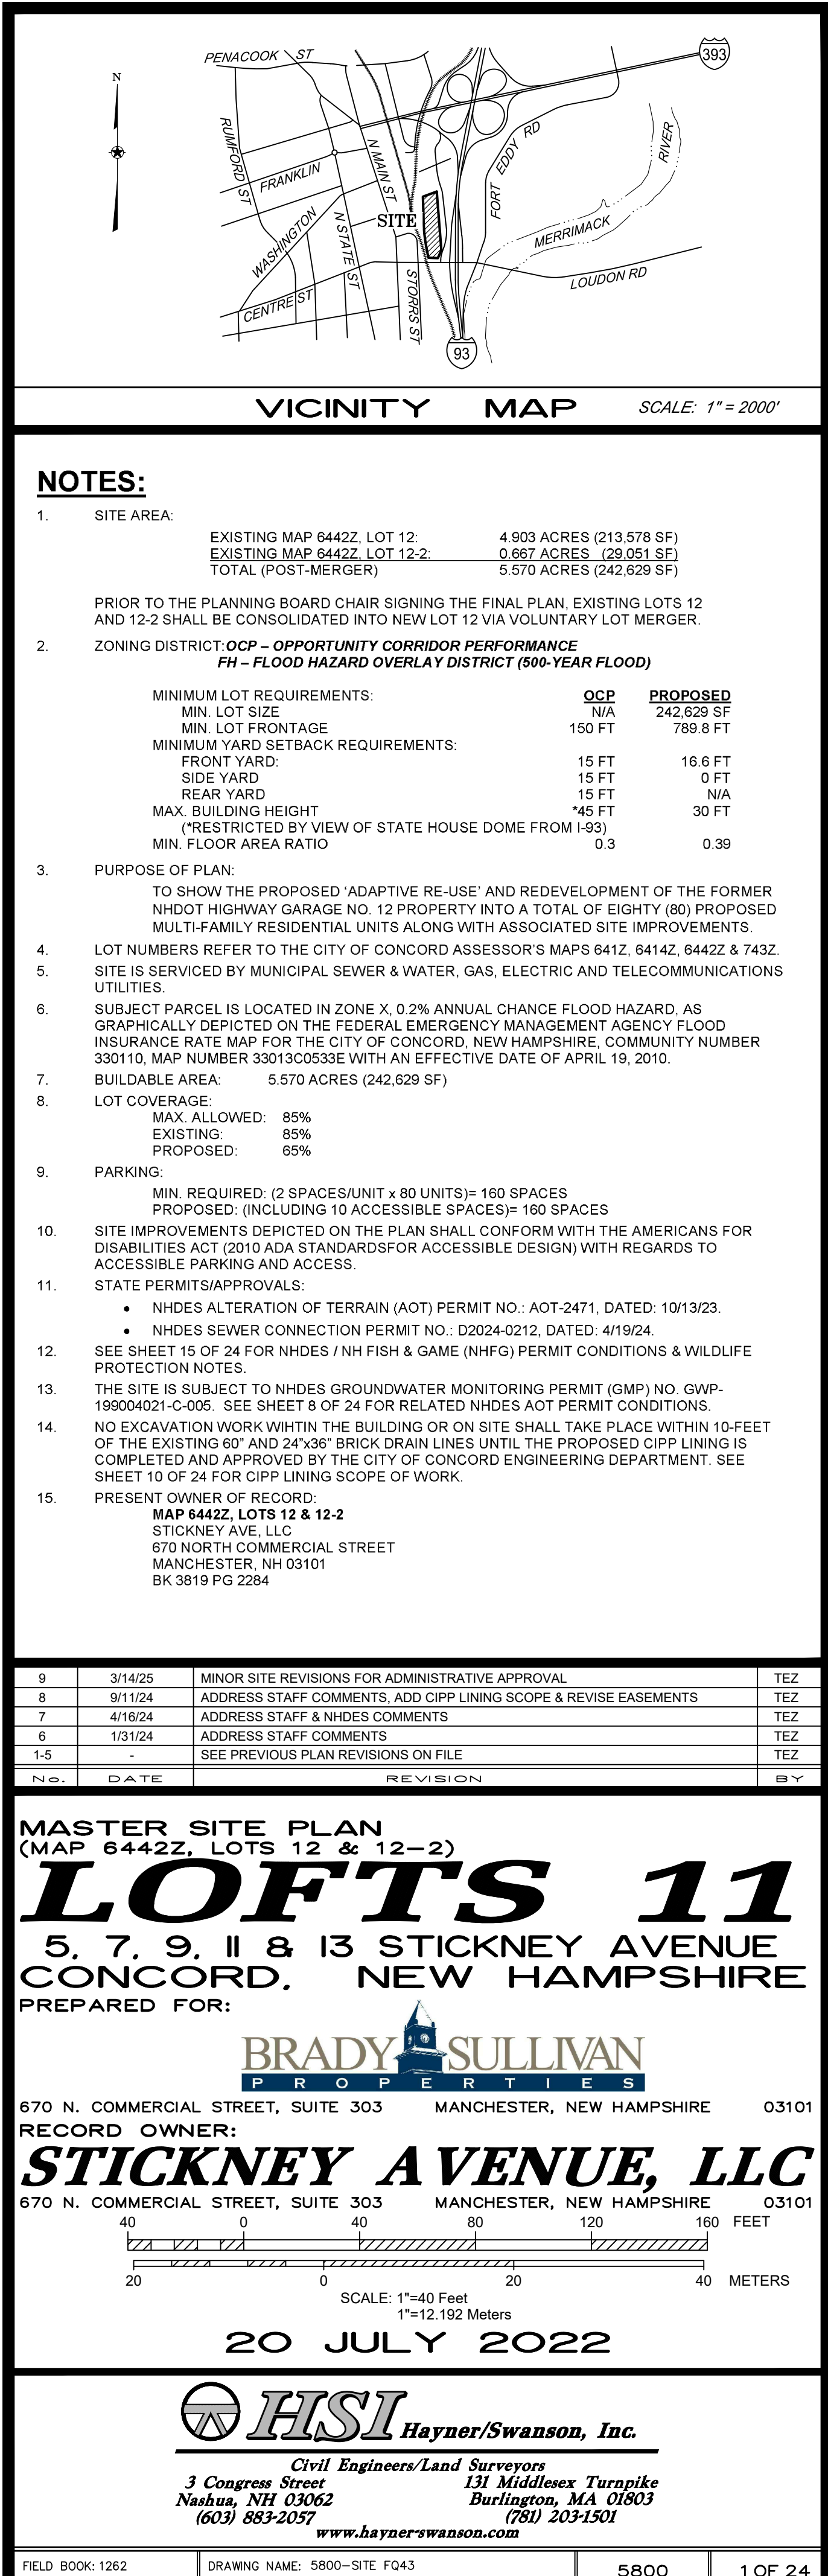 PENACOOK ST
393
N
RUMFORD ST
FRANKLIN
N MAIN ST
FORT EDDY RD
RIVER
SITE
WASHINGTON
N STATE ST
MERRIMACK
LOUDON RD
CENTRE ST
STORRS ST
93
VICINITY MAP SCALE: 1" = 2000'
NOTES:
1. SITE AREA:
EXISTING MAP 6442Z, LOT 12: 4.903 ACRES (213,578 SF)
EXISTING MAP 6442Z, LOT 12-2: 0.667 ACRES (29,051 SF)
TOTAL (POST-MERGER) 5.570 ACRES (242,629 SF)
PRIOR TO THE PLANNING BOARD CHAIR SIGNING THE FINAL PLAN, EXISTING LOTS 12
AND 12-2 SHALL BE CONSOLIDATED INTO NEW LOT 12 VIA VOLUNTARY LOT MERGER.
2. ZONING DISTRICT:OCP – OPPORTUNITY CORRIDOR PERFORMANCE
FH – FLOOD HAZARD OVERLAY DISTRICT (500-YEAR FLOOD)
MINIMUM LOT REQUIREMENTS: OCP PROPOSED
MIN. LOT SIZE N/A 242,629 SF
MIN. LOT FRONTAGE 150 FT 789.8 FT
MINIMUM YARD SETBACK REQUIREMENTS:
FRONT YARD: 15 FT 16.6 FT
SIDE YARD 15 FT 0 FT
REAR YARD 15 FT N/A
MAX. BUILDING HEIGHT *45 FT 30 FT
(*RESTRICTED BY VIEW OF STATE HOUSE DOME FROM I-93)
MIN. FLOOR AREA RATIO 0.3 0.39
3. PURPOSE OF PLAN:
TO SHOW THE PROPOSED 'ADAPTIVE RE-USE' AND REDEVELOPMENT OF THE FORMER
NHDOT HIGHWAY GARAGE NO. 12 PROPERTY INTO A TOTAL OF EIGHTY (80) PROPOSED
MULTI-FAMILY RESIDENTIAL UNITS ALONG WITH ASSOCIATED SITE IMPROVEMENTS.
4. LOT NUMBERS REFER TO THE CITY OF CONCORD ASSESSOR'S MAPS 641Z, 6414Z, 6442Z & 743Z.
5. SITE IS SERVICED BY MUNICIPAL SEWER & WATER, GAS, ELECTRIC AND TELECOMMUNICATIONS
UTILITIES.
6. SUBJECT PARCEL IS LOCATED IN ZONE X, 0.2% ANNUAL CHANCE FLOOD HAZARD, AS
GRAPHICALLY DEPICTED ON THE FEDERAL EMERGENCY MANAGEMENT AGENCY FLOOD
INSURANCE RATE MAP FOR THE CITY OF CONCORD, NEW HAMPSHIRE, COMMUNITY NUMBER
330110, MAP NUMBER 33013C0533E WITH AN EFFECTIVE DATE OF APRIL 19, 2010.
7. BUILDABLE AREA: 5.570 ACRES (242,629 SF)
8. LOT COVERAGE:
MAX. ALLOWED: 85%
EXISTING: 85%
PROPOSED: 65%
9. PARKING:
MIN. REQUIRED: (2 SPACES/UNIT x 80 UNITS)= 160 SPACES
PROPOSED: (INCLUDING 10 ACCESSIBLE SPACES)= 160 SPACES
10. SITE IMPROVEMENTS DEPICTED ON THE PLAN SHALL CONFORM WITH THE AMERICANS FOR
DISABILITIES ACT (2010 ADA STANDARDSFOR ACCESSIBLE DESIGN) WITH REGARDS TO
ACCESSIBLE PARKING AND ACCESS.
11. STATE PERMITS/APPROVALS:
• NHDES ALTERATION OF TERRAIN (AOT) PERMIT NO.: AOT-2471, DATED: 10/13/23.
• NHDES SEWER CONNECTION PERMIT NO.: D2024-0212, DATED: 4/19/24.
12. SEE SHEET 15 OF 24 FOR NHDES / NH FISH & GAME (NHFG) PERMIT CONDITIONS & WILDLIFE
PROTECTION NOTES.
13. THE SITE IS SUBJECT TO NHDES GROUNDWATER MONITORING PERMIT (GMP) NO. GWP-
199004021-C-005. SEE SHEET 8 OF 24 FOR RELATED NHDES AOT PERMIT CONDITIONS.
14. NO EXCAVATION WORK WIHTIN THE BUILDING OR ON SITE SHALL TAKE PLACE WITHIN 10-FEET
OF THE EXISTING 60" AND 24"x36" BRICK DRAIN LINES UNTIL THE PROPOSED CIPP LINING IS
COMPLETED AND APPROVED BY THE CITY OF CONCORD ENGINEERING DEPARTMENT. SEE
SHEET 10 OF 24 FOR CIPP LINING SCOPE OF WORK.
15. PRESENT OWNER OF RECORD:
MAP 6442Z, LOTS 12 & 12-2
STICKNEY AVE, LLC
670 NORTH COMMERCIAL STREET
MANCHESTER, NH 03101
BK 3819 PG 2284
9 3/14/25 MINOR SITE REVISIONS FOR ADMINISTRATIVE APPROVAL TEZ
8 9/11/24 ADDRESS STAFF COMMENTS, ADD CIPP LINING SCOPE & REVISE EASEMENTS TEZ
7 4/16/24 ADDRESS STAFF & NHDES COMMENTS TEZ
6 1/31/24 ADDRESS STAFF COMMENTS TEZ
1-5 - SEE PREVIOUS PLAN REVISIONS ON FILE TEZ
No. DATE REVISION BY
MASTER SITE PLAN
(MAP 6442Z, LOTS 12 & 12-2)
LOFTS 11
5, 7, 9, 11 & 13 STICKNEY AVENUE
CONCORD, NEW HAMPSHIRE
PREPARED FOR:
BRADY SULLIVAN
PROPERTIES
670 N. COMMERCIAL STREET, SUITE 303 MANCHESTER, NEW HAMPSHIRE 03101
RECORD OWNER:
STICKNEY AVENUE, LLC
670 N. COMMERCIAL STREET, SUITE 303 MANCHESTER, NEW HAMPSHIRE 03101
40 0 40 80 120 160 FEET
20 0 20 40 METERS
SCALE: 1"=40 Feet
1"=12.192 Meters
20 JULY 2022
HSI Hayner/Swanson, Inc.
Civil Engineers/Land Surveyors
3 Congress Street 131 Middlesex Turnpike
Nashua, NH 03062 Burlington, MA 01803
(603) 883-2057 (781) 203-1501
www.hayner-swanson.com
FIELD BOOK: 1262 DRAWING NAME: 5800-SITE FQ43 5800 1 OF 24